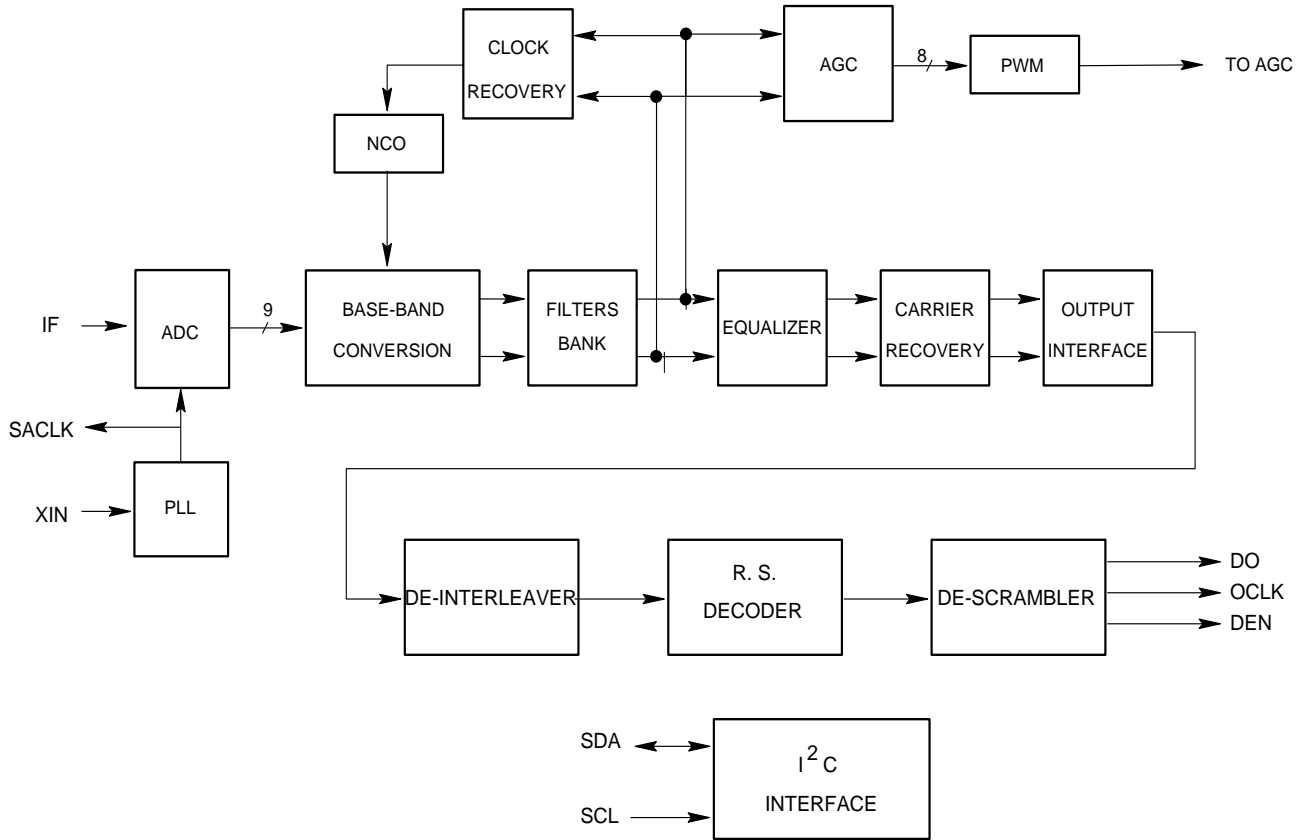 CLOCK
RECOVERY
AGC
8
PWM
TO AGC
NCO
IF
ADC
9
BASE-BAND
CONVERSION
FILTERS
BANK
EQUALIZER
CARRIER
RECOVERY
OUTPUT
INTERFACE
SACLK
XIN
PLL
DE-INTERLEAVER
R. S.
DECODER
DE-SCRAMBLER
DO
OCLK
DEN
SDA
SCL
I²C
INTERFACE